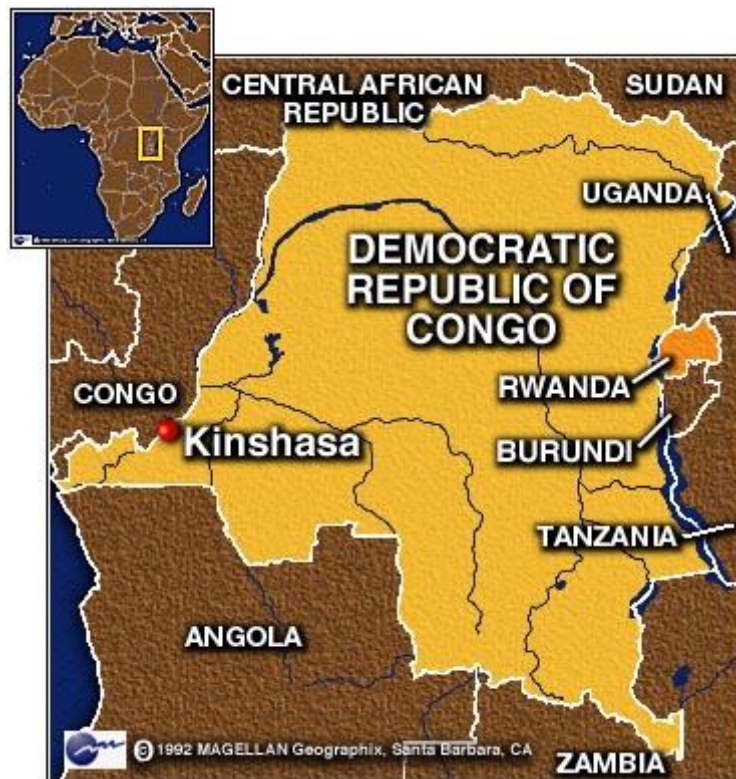 CENTRAL AFRICAN
REPUBLIC
SUDAN
UGANDA
DEMOCRATIC
REPUBLIC OF
CONGO
RWANDA
CONGO
Kinshasa
BURUNDI
TANZANIA
ANGOLA
© 1992 MAGELLAN Geographix, Santa Barbara, CA
ZAMBIA